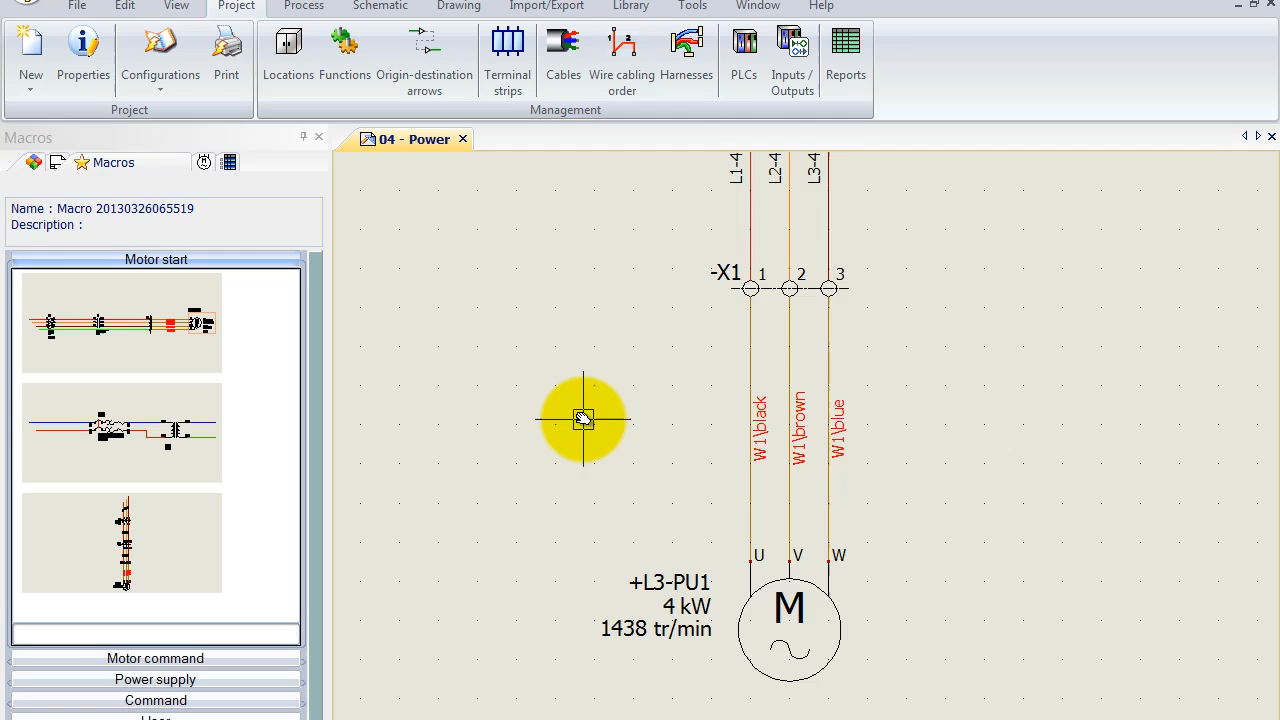 File Edit View Project Process Schematic Drawing Import/Export Library Tools Window Help
New Properties Configurations Print Locations Functions Origin-destination arrows Terminal strips Cables Wire cabling order Harnesses PLCs Inputs / Outputs Reports
Project Management
Macros
04 - Power
Macros
Name : Macro 20130326065519
Description :
Motor start
Motor command
Power supply
Command
L1-4 L2-4 L3-4
-X1 1 2 3
W1\black W1\brown W1\blue
U V W
+L3-PU1
4 kW
1438 tr/min
M